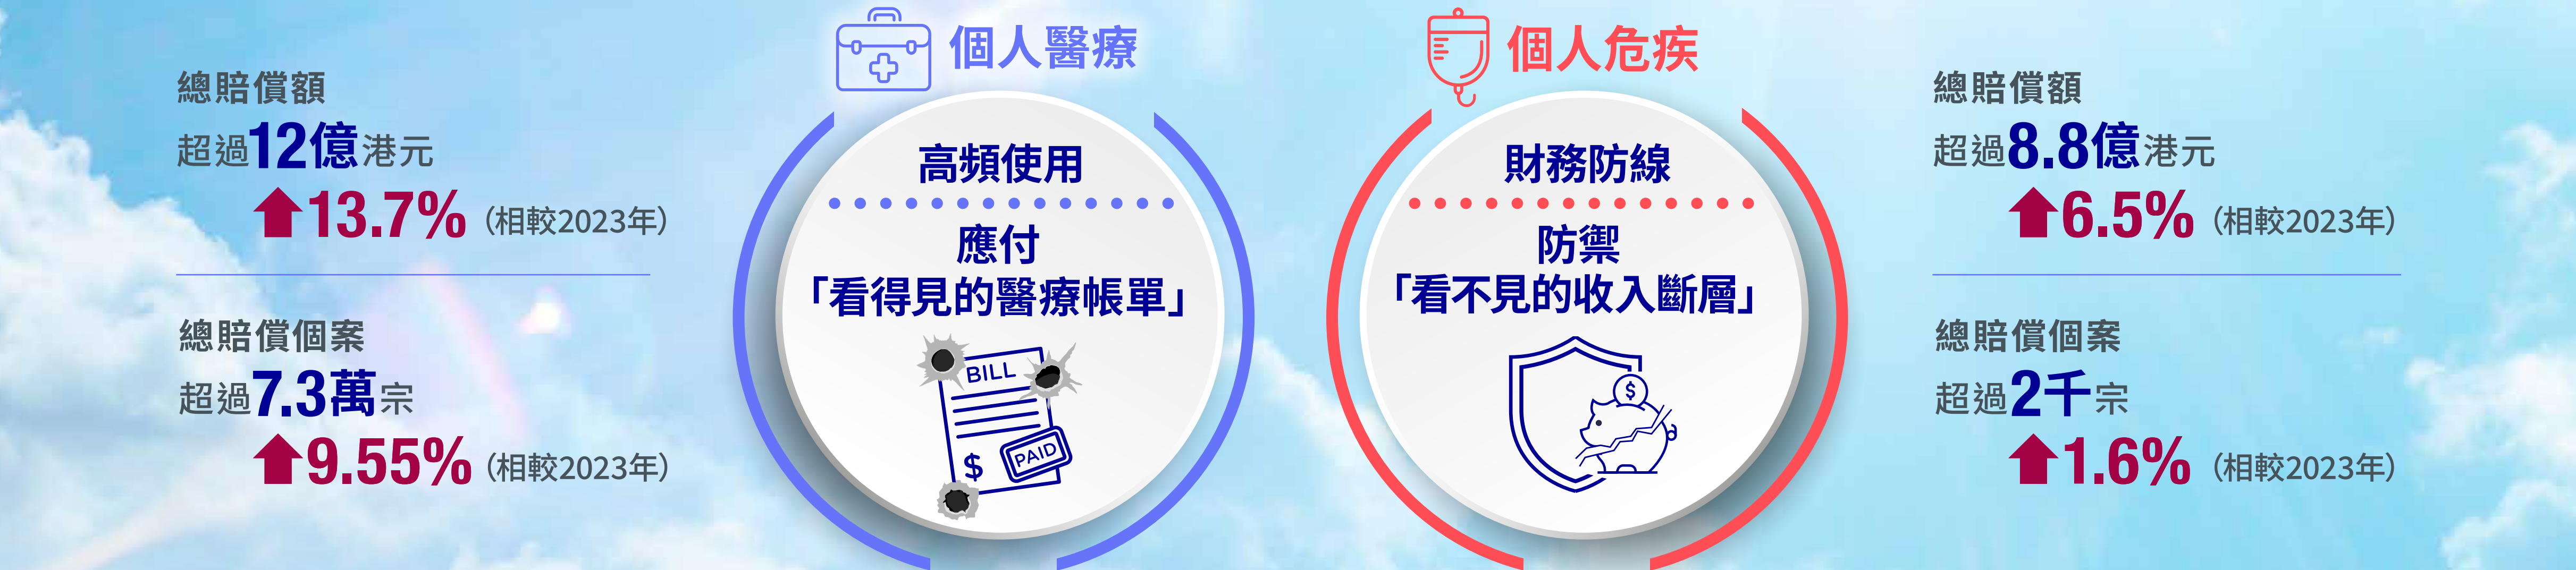 總賠償額
超過12億港元
13.7%（相較2023年）
總賠償個案
超過7.3萬宗
9.55%（相較2023年）
個人醫療
高頻使用
應付
「看得見的醫療帳單」
BILL
$
PAID
個人危疾
財務防線
防禦
「看不見的收入斷層」
$
總賠償額
超過8.8億港元
6.5%（相較2023年）
總賠償個案
超過2千宗
1.6%（相較2023年）